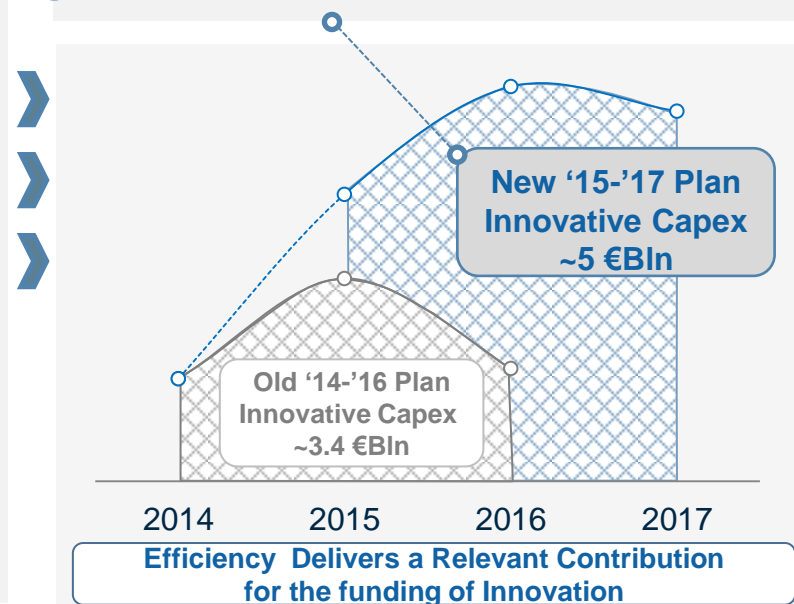 New ‘15-’17 Plan
Innovative Capex
~5 €Bln
Old ‘14-’16 Plan
Innovative Capex
~3.4 €Bln
2014 2015 2016 2017
Efficiency Delivers a Relevant Contribution
for the funding of Innovation